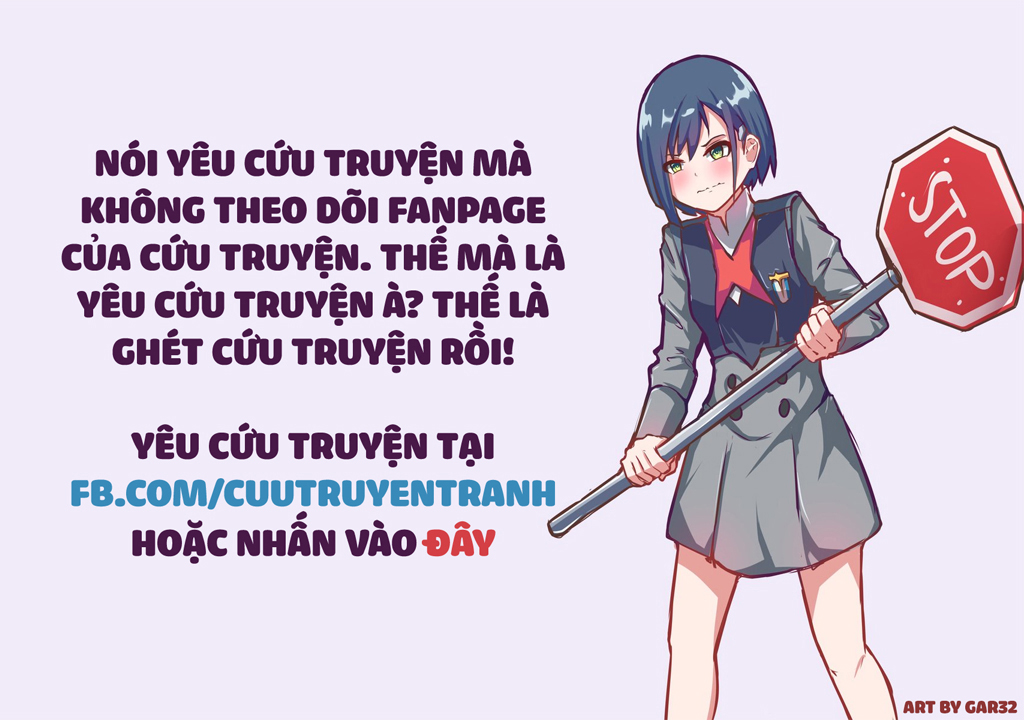 NÓI YÊU CỨU TRUYỆN MÀ
KHÔNG THEO DÕI FANPAGE
CỦA CỨU TRUYỆN. THẾ MÀ LÀ
YÊU CỨU TRUYỆN À? THẾ LÀ
GHÉT CỨU TRUYỆN RỒI!
YÊU CỨU TRUYỆN TẠI
FB.COM/CUUTRUYENTRANH
HOẶC NHẤN VÀO ĐÂY
STOP
ART BY GAR32